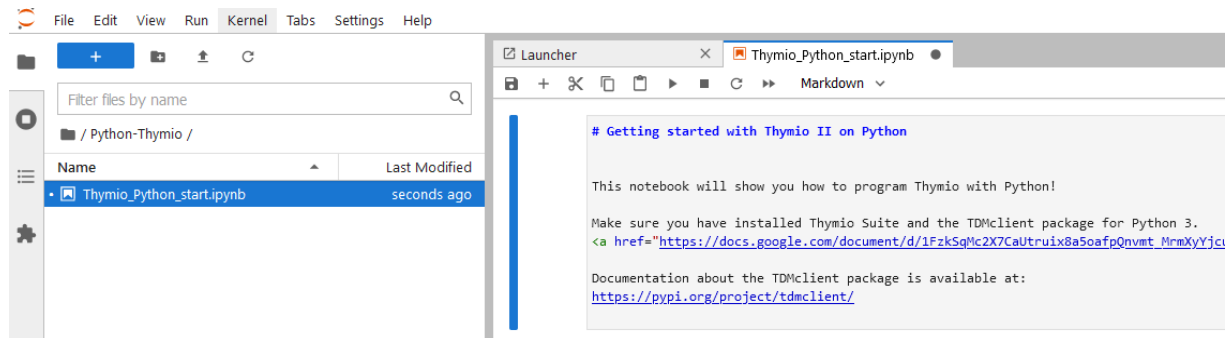 File Edit View Run Kernel Tabs Settings Help
+
Filter files by name
/ Python-Thymio /
Name Last Modified
Thymio_Python_start.ipynb seconds ago
Launcher
Thymio_Python_start.ipynb
Markdown
# Getting started with Thymio II on Python
This notebook will show you how to program Thymio with Python!
Make sure you have installed Thymio Suite and the TDMclient package for Python 3.
<a href="https://docs.google.com/document/d/1FzkSqMc2X7CaUtruix8a5oafpQnvmt_MrmXyYjcu
Documentation about the TDMclient package is available at:
https://pypi.org/project/tdmclient/